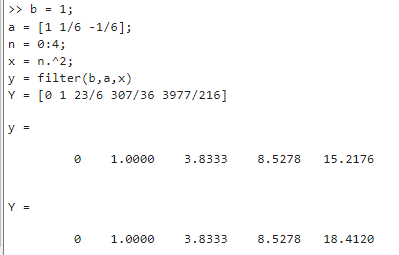 >> b = 1;
a = [1 1/6 -1/6];
n = 0:4;
x = n.^2;
y = filter(b,a,x)
Y = [0 1 23/6 307/36 3977/216]
y =
0 1.0000 3.8333 8.5278 15.2176
Y =
0 1.0000 3.8333 8.5278 18.4120